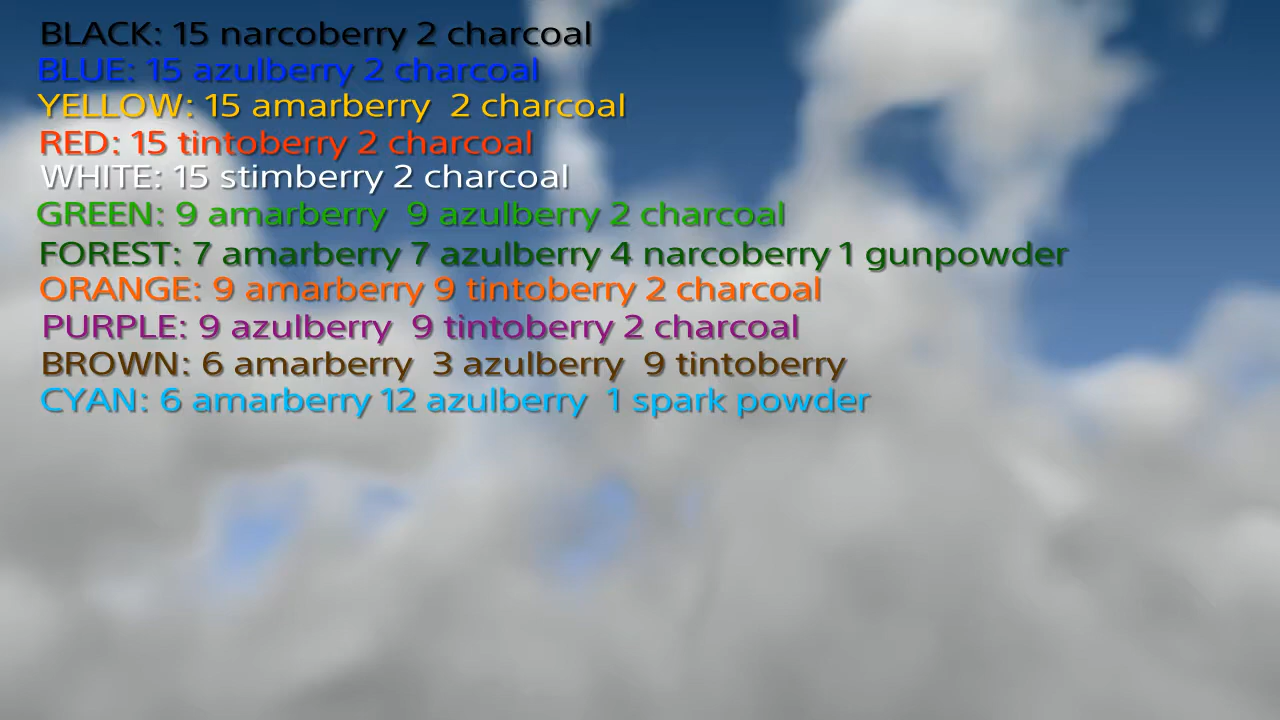 BLACK: 15 narcoberry 2 charcoal
BLUE: 15 azulberry 2 charcoal
YELLOW: 15 amarberry 2 charcoal
RED: 15 tintoberry 2 charcoal
WHITE: 15 stimberry 2 charcoal
GREEN: 9 amarberry 9 azulberry 2 charcoal
FOREST: 7 amarberry 7 azulberry 4 narcoberry 1 gunpowder
ORANGE: 9 amarberry 9 tintoberry 2 charcoal
PURPLE: 9 azulberry 9 tintoberry 2 charcoal
BROWN: 6 amarberry 3 azulberry 9 tintoberry
CYAN: 6 amarberry 12 azulberry 1 spark powder